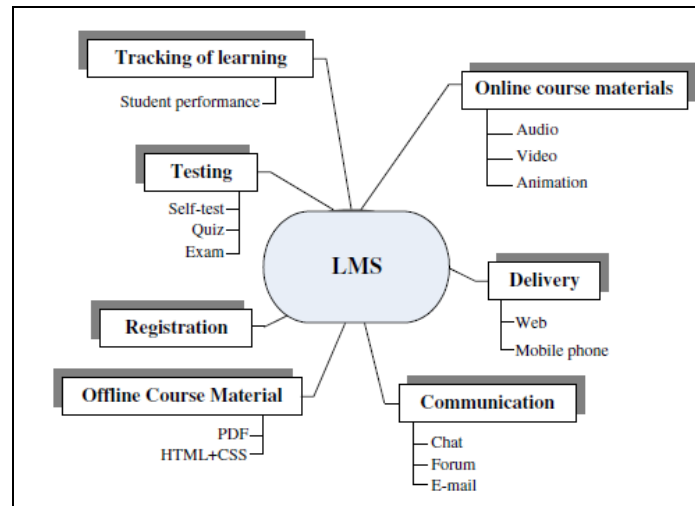 Tracking of learning
Student performance
Online course materials
Audio
Video
Animation
Testing
Self-test
Quiz
Exam
LMS
Delivery
Web
Mobile phone
Registration
Offline Course Material
PDF
HTML+CSS
Communication
Chat
Forum
E-mail